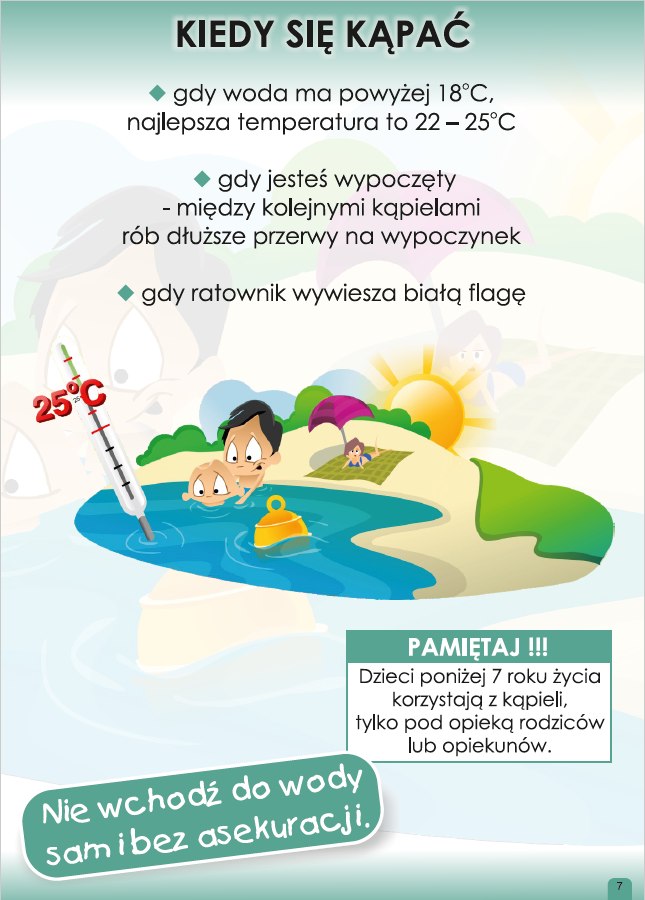 KIEDY SIĘ KĄPAĆ
◆ gdy woda ma powyżej 18°C,
najlepsza temperatura to 22 – 25°C
◆ gdy jesteś wypoczęty
- między kolejnymi kąpielami
rób dłuższe przerwy na wypoczynek
◆ gdy ratownik wywiesza białą flagę
25°C
PAMIĘTAJ !!!
Dzieci poniżej 7 roku życia
korzystają z kąpieli,
tylko pod opieką rodziców
lub opiekunów.
Nie wchodź do wody
sam i bez asekuracji.
7